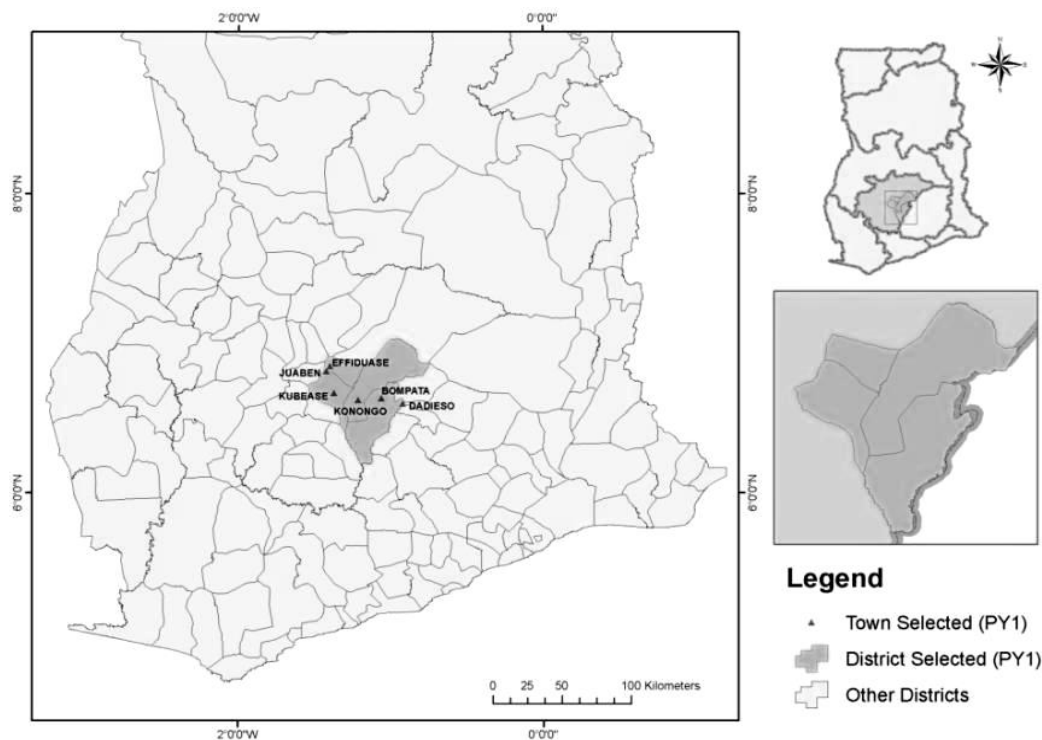 2°0'0"W
0°0'0"
8°0'0"N
8°0'0"N
EFFIDUASE
JUABEN
KUBEASE
BOMPATA
KONONGO
DADIESO
6°0'0"N
6°0'0"N
0 25 50 100 Kilometers
2°0'0"W
0°0'0"
Legend
Town Selected (PY1)
District Selected (PY1)
Other Districts